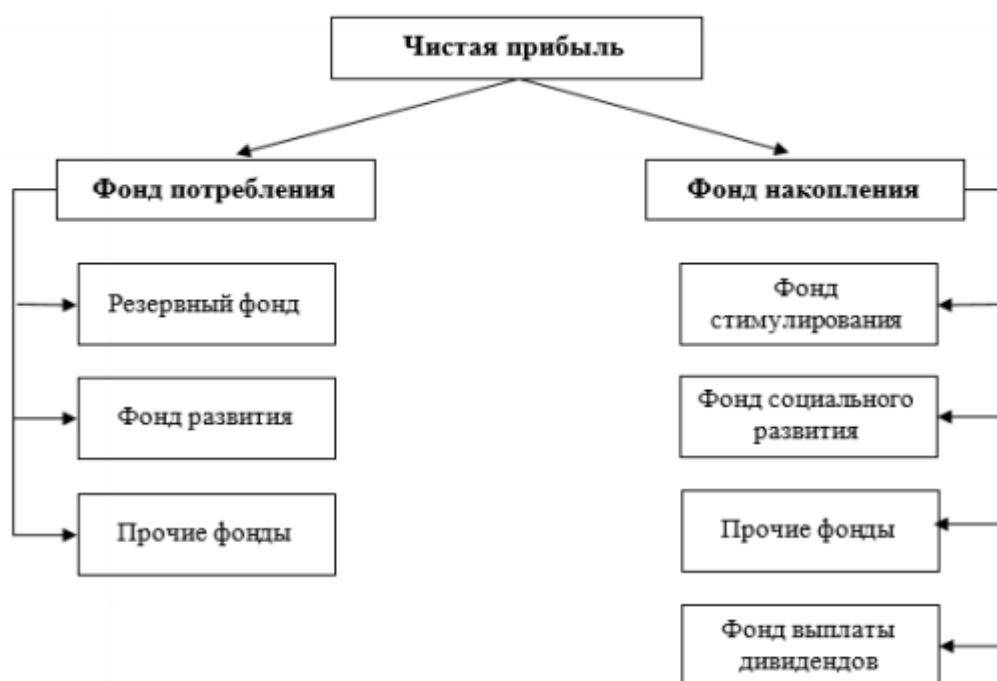 Чистая прибыль
Фонд потребления
Фонд накопления
Резервный фонд
Фонд
стимулирования
Фонд развития
Фонд социального
развития
Прочие фонды
Прочие фонды
Фонд выплаты
дивидендов